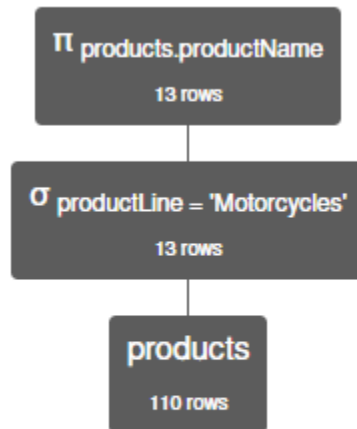 π products.productName
13 rows
σ productLine = 'Motorcycles'
13 rows
products
110 rows